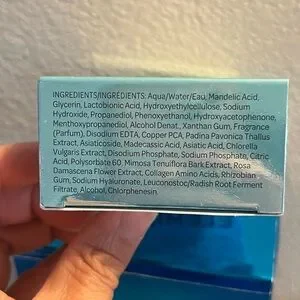 INGREDIENTS/INGRÉDIENTS: Aqua/Water/Eau, Mandelic Acid,
Glycerin, Lactobionic Acid, Hydroxyethylcellulose, Sodium
Hydroxide, Propanediol, Phenoxyethanol, Hydroxyacetophenone,
Menthoxypropanediol, Alcohol Denat., Xanthan Gum, Fragrance
(Parfum), Disodium EDTA, Copper PCA, Padina Pavonica Thallus
Extract, Asiaticoside, Madecassic Acid, Asiatic Acid, Chlorella
Vulgaris Extract, Disodium Phosphate, Sodium Phosphate, Citric
Acid, Polysorbate 60, Mimosa Tenuiflora Bark Extract, Rosa
Damascena Flower Extract, Collagen Amino Acids, Rhizobian
Gum, Sodium Hyaluronate, Leuconostoc/Radish Root Ferment
Filtrate, Alcohol, Chlorphenesin.